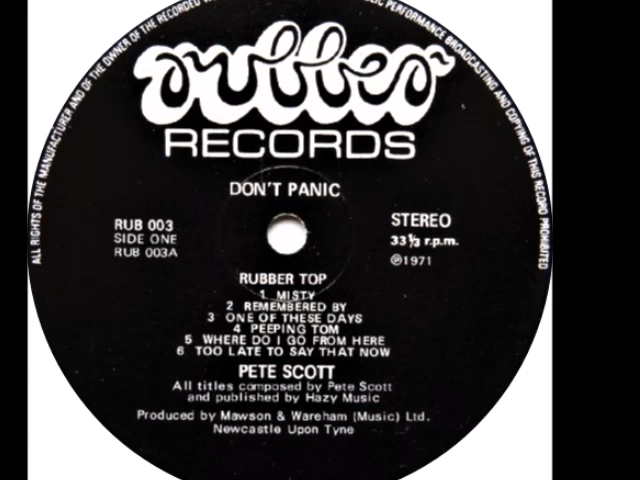 ALL RIGHTS OF THE MANUFACTURER AND OF THE OWNER OF THE RECORDED
PERFORMANCE BROADCASTING AND COPYING OF THIS RECORD PROHIBITED
rubber
RECORDS
DON'T PANIC
RUB 003
SIDE ONE
RUB 003A
STEREO
33⅓ r.p.m.
℗1971
RUBBER TOP
1 MISTY
2 REMEMBERED BY
3 ONE OF THESE DAYS
4 PEEPING TOM
5 WHERE DO I GO FROM HERE
6 TOO LATE TO SAY THAT NOW
PETE SCOTT
All titles composed by Pete Scott
and published by Hazy Music
Produced by Mawson & Wareham (Music) Ltd.
Newcastle Upon Tyne